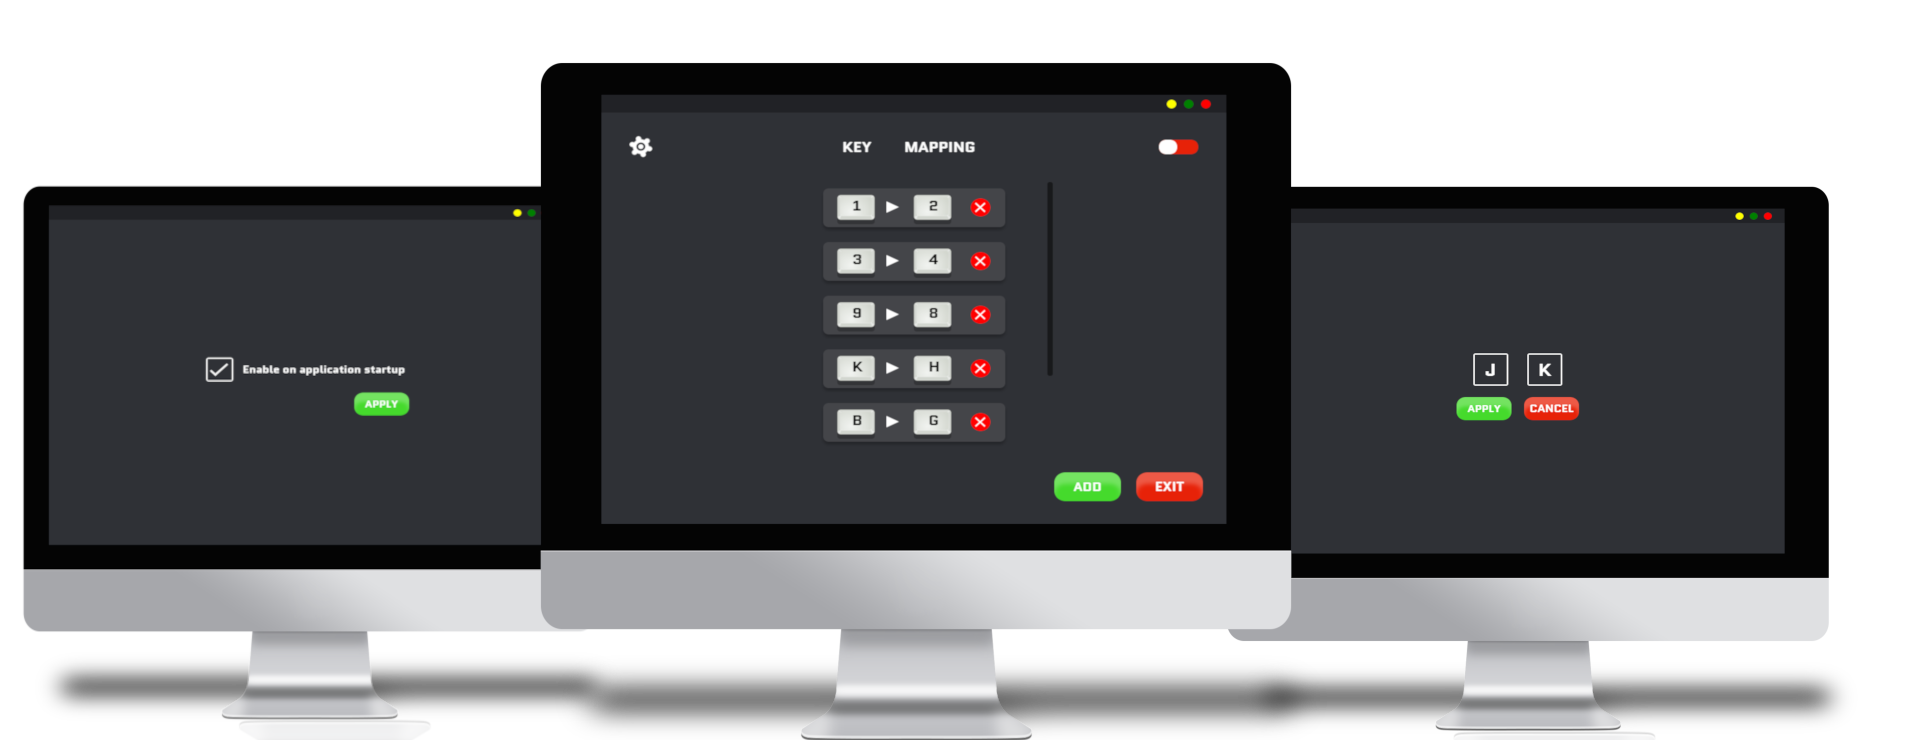 Enable on application startup
APPLY
KEY MAPPING
1 2
3 4
9 8
K H
B G
ADD EXIT
J K
APPLY CANCEL